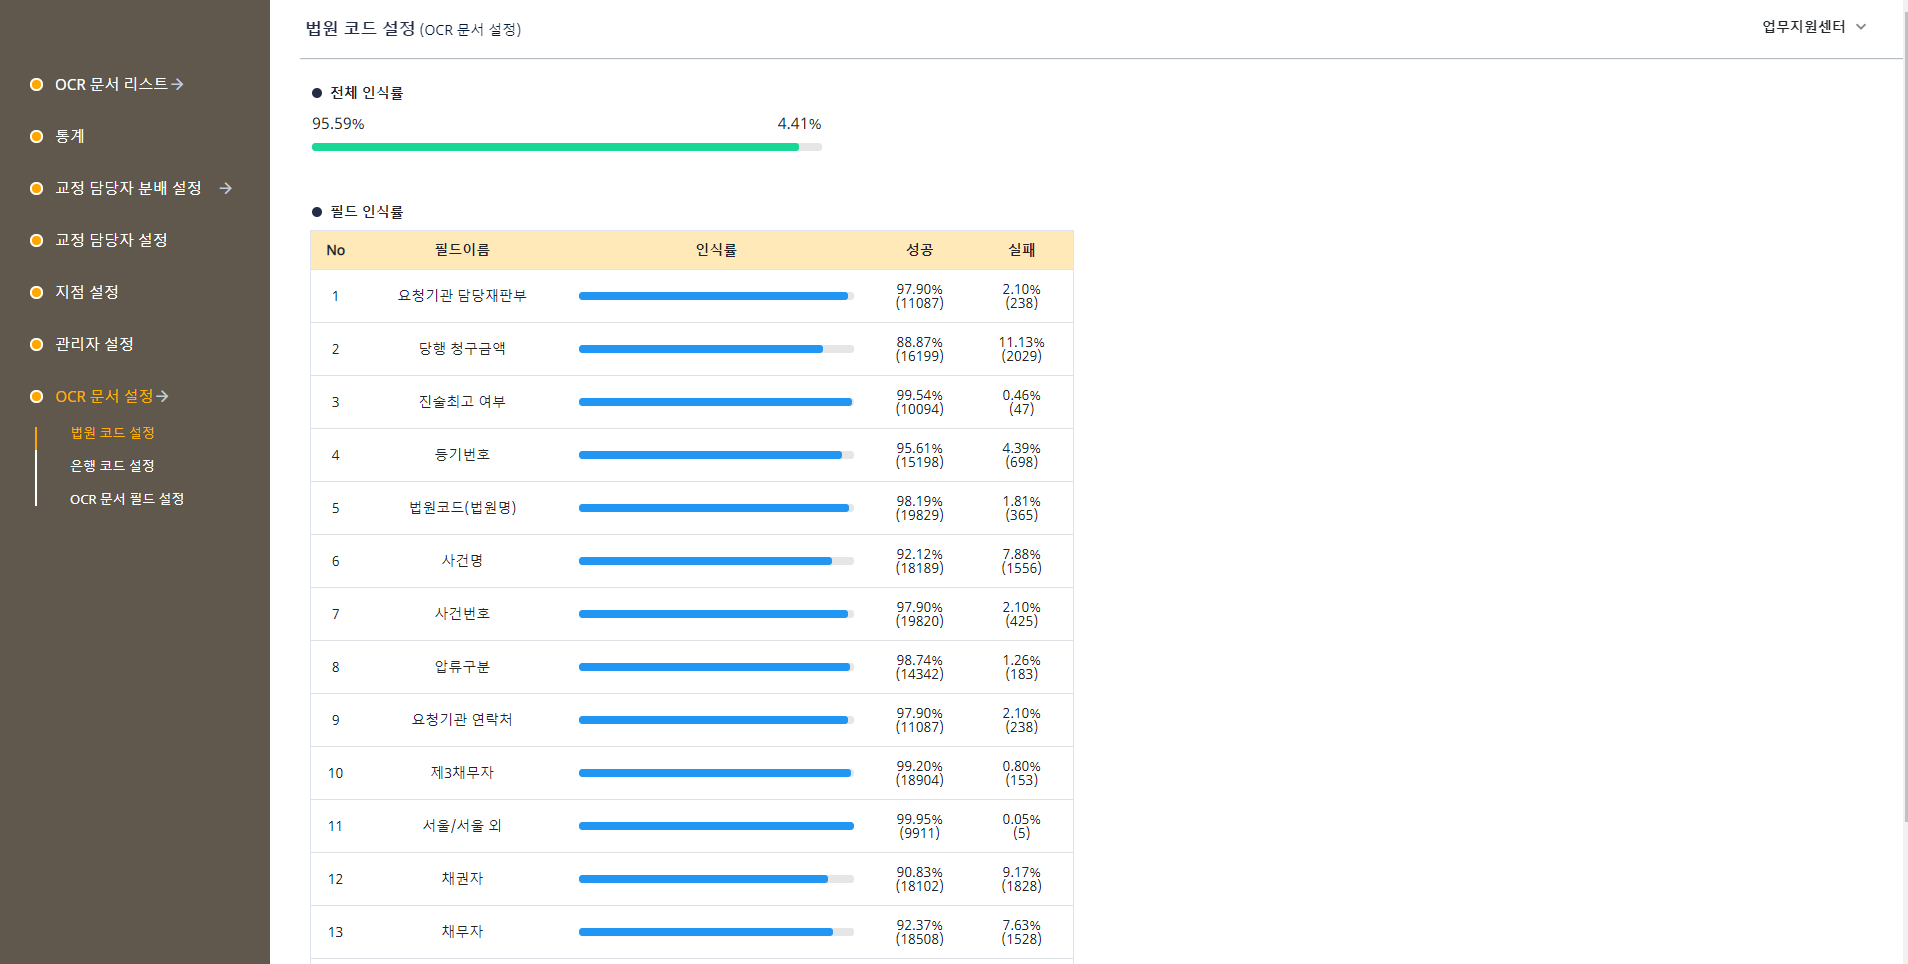 OCR 문서 리스트
통계
교정 담당자 분배 설정
교정 담당자 설정
지점 설정
관리자 설정
OCR 문서 설정
법원 코드 설정
은행 코드 설정
OCR 문서 필드 설정
법원 코드 설정 (OCR 문서 설정)
업무지원센터
전체 인식률
95.59% 4.41%
필드 인식률
No 필드이름 인식률 성공 실패
1 요청기관 담당재판부 97.90% (11087) 2.10% (238)
2 당행 청구금액 88.87% (16199) 11.13% (2029)
3 진술최고 여부 99.54% (10094) 0.46% (47)
4 등기번호 95.61% (15198) 4.39% (698)
5 법원코드(법원명) 98.19% (19829) 1.81% (365)
6 사건명 92.12% (18189) 7.88% (1556)
7 사건번호 97.90% (19820) 2.10% (425)
8 압류구분 98.74% (14342) 1.26% (183)
9 요청기관 연락처 97.90% (11087) 2.10% (238)
10 제3채무자 99.20% (18904) 0.80% (153)
11 서울/서울 외 99.95% (9911) 0.05% (5)
12 채권자 90.83% (18102) 9.17% (1828)
13 채무자 92.37% (18508) 7.63% (1528)